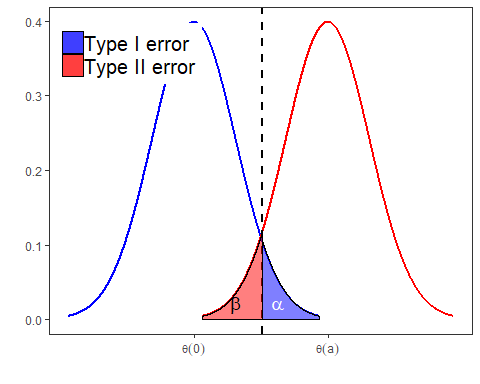 Type I error
Type II error
0.4
0.3
0.2
0.1
0.0
β
α
θ(0)
θ(a)